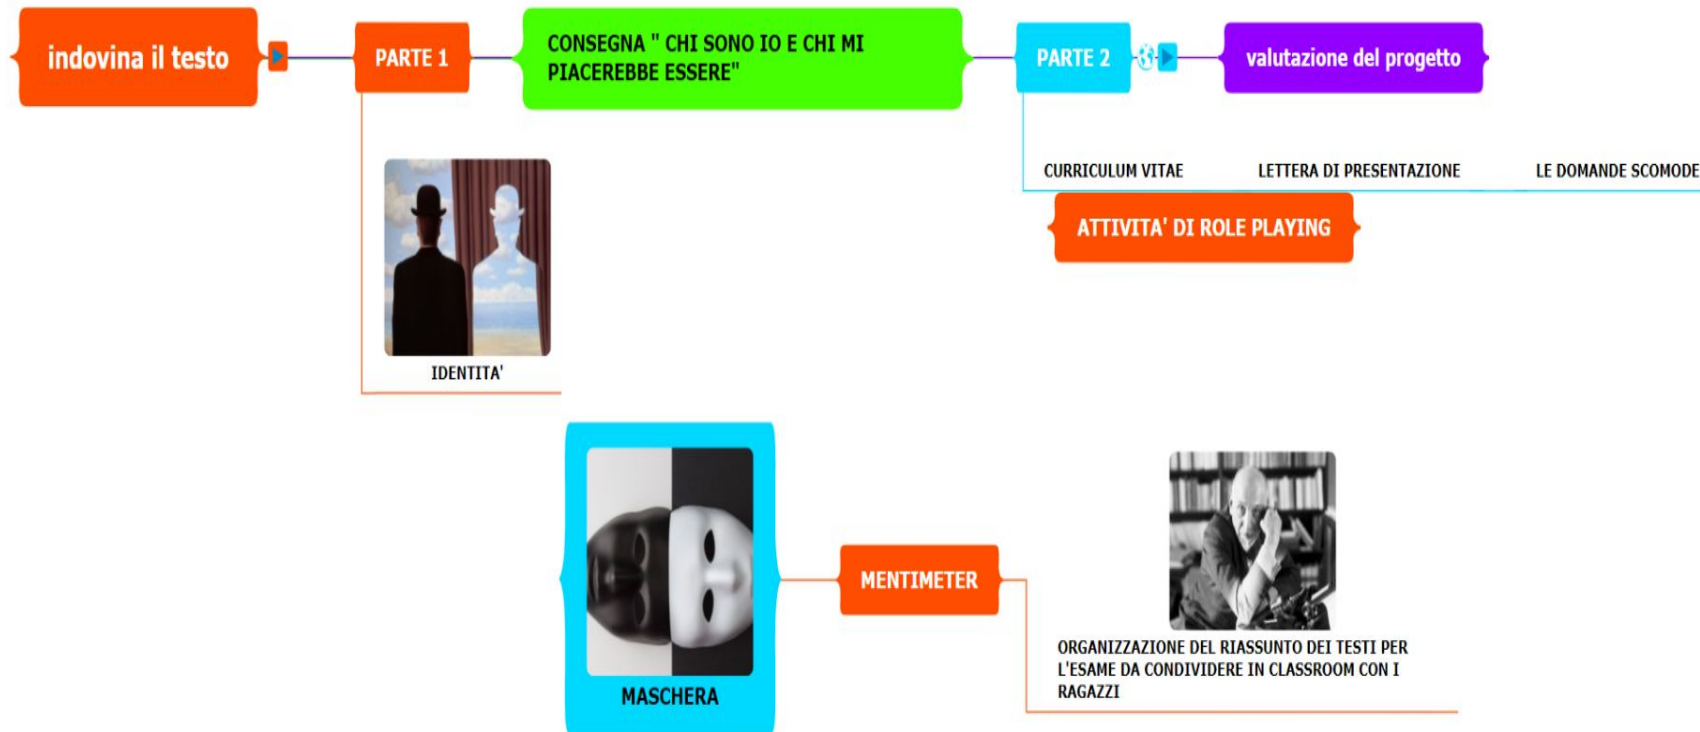 indovina il testo
PARTE 1
CONSEGNA " CHI SONO IO E CHI MI
PIACEREBBE ESSERE"
PARTE 2
valutazione del progetto
CURRICULUM VITAE
LETTERA DI PRESENTAZIONE
LE DOMANDE SCOMODE
ATTIVITA' DI ROLE PLAYING
IDENTITA'
MASCHERA
MENTIMETER
ORGANIZZAZIONE DEL RIASSUNTO DEI TESTI PER
L'ESAME DA CONDIVIDERE IN CLASSROOM CON I
RAGAZZI